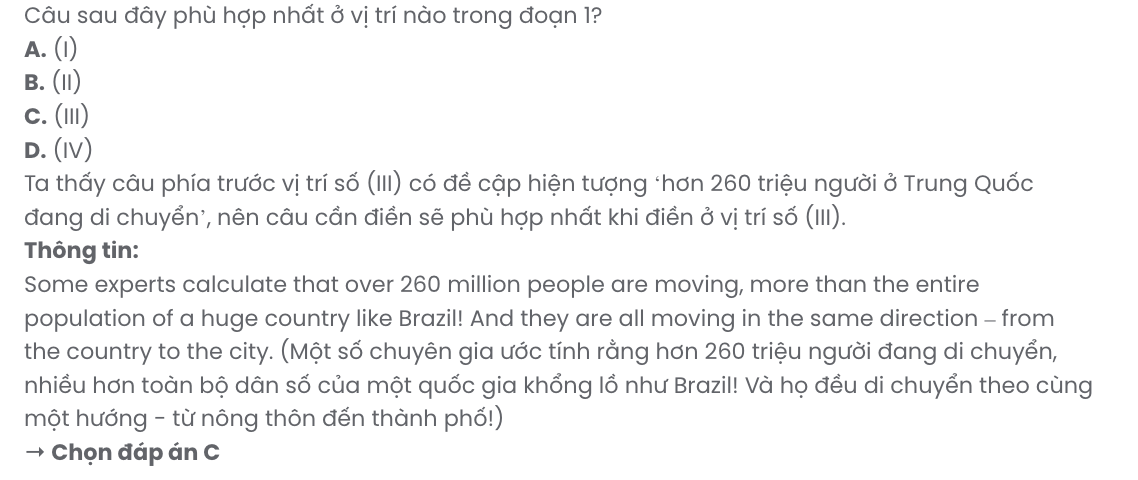 Câu sau đây phù hợp nhất ở vị trí nào trong đoạn 1?
A. (I)
B. (II)
C. (III)
D. (IV)
Ta thấy câu phía trước vị trí số (III) có đề cập hiện tượng ‘hơn 260 triệu người ở Trung Quốc
đang di chuyển’, nên câu cần điền sẽ phù hợp nhất khi điền ở vị trí số (III).
Thông tin:
Some experts calculate that over 260 million people are moving, more than the entire
population of a huge country like Brazil! And they are all moving in the same direction – from
the country to the city. (Một số chuyên gia ước tính rằng hơn 260 triệu người đang di chuyển,
nhiều hơn toàn bộ dân số của một quốc gia khổng lồ như Brazil! Và họ đều di chuyển theo cùng
một hướng - từ nông thôn đến thành phố!)
→ Chọn đáp án C